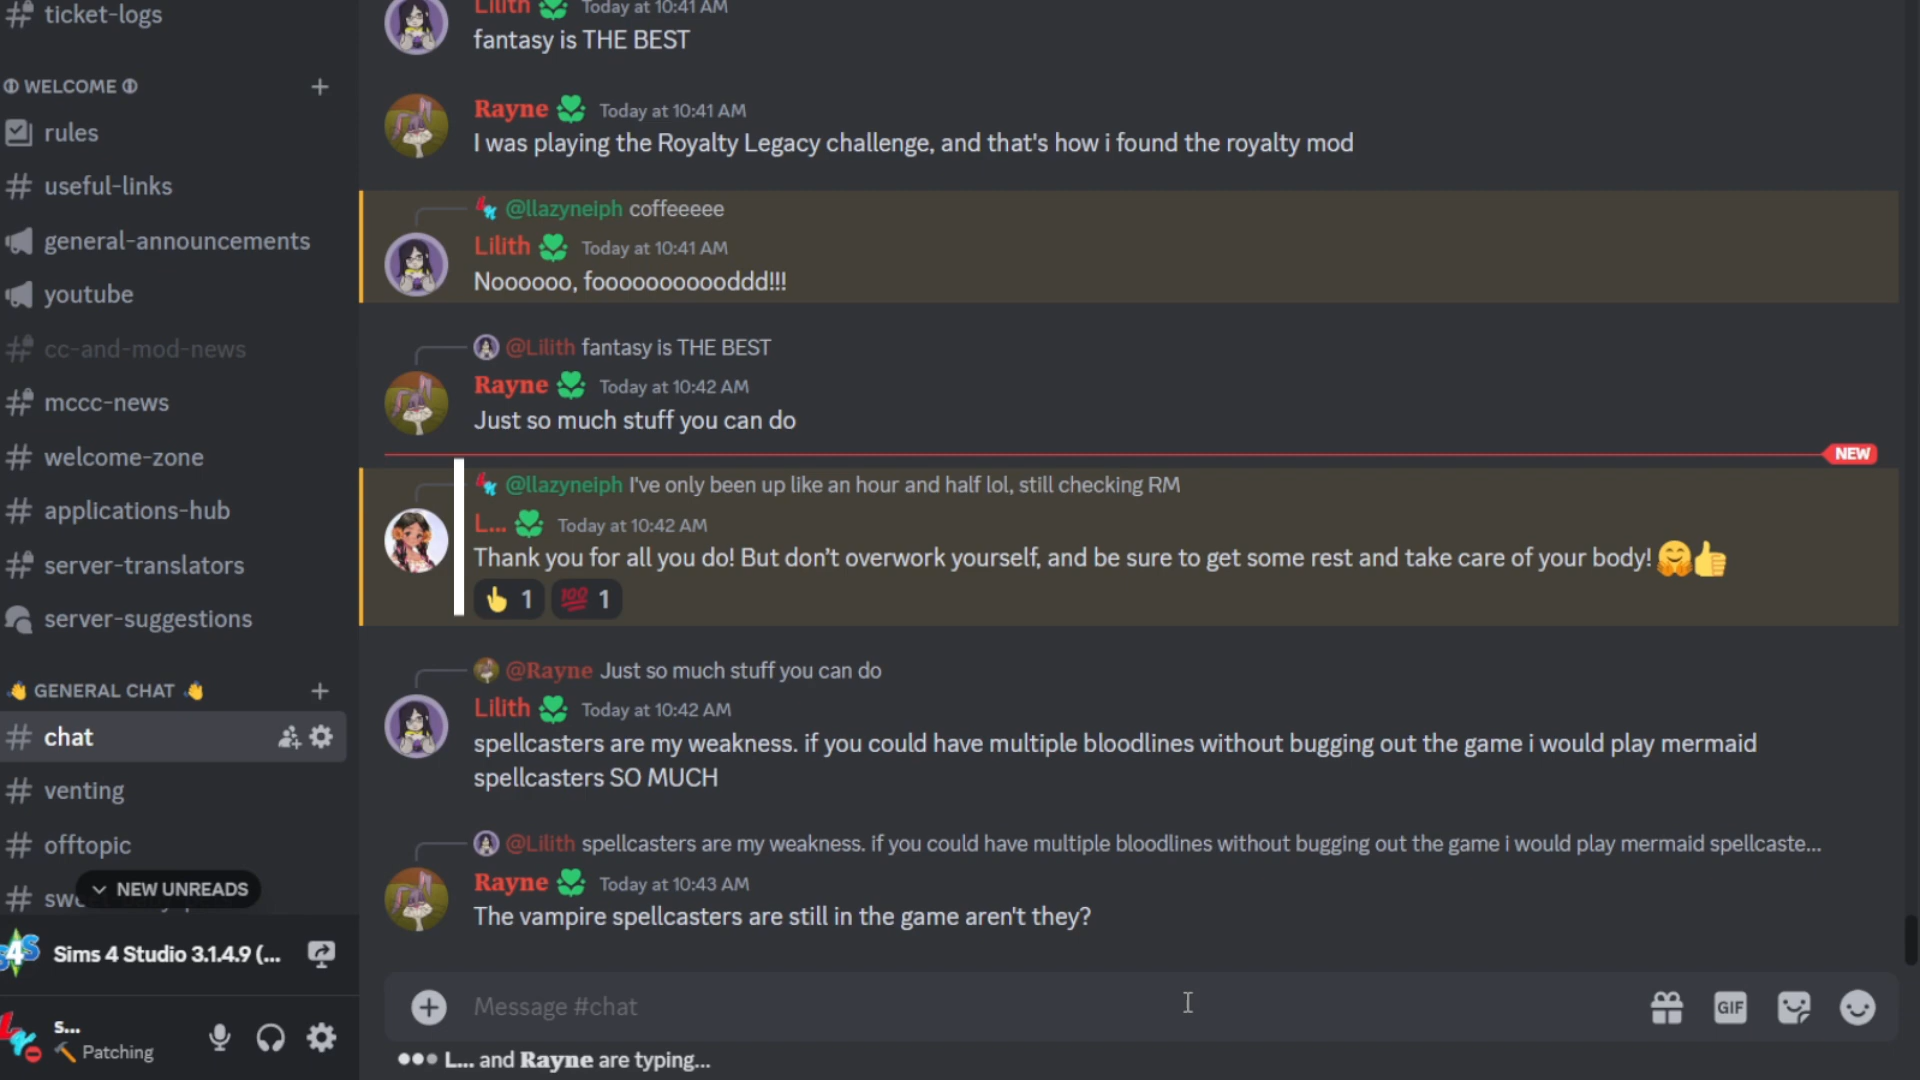 ticket-logs
WELCOME
rules
useful-links
general-announcements
youtube
cc-and-mod-news
mccc-news
welcome-zone
applications-hub
server-translators
server-suggestions
GENERAL CHAT
chat
venting
offtopic
NEW UNREADS
Sims 4 Studio 3.1.4.9 (...
s...
Patching
Lilith Today at 10:41 AM
fantasy is THE BEST
Rayne Today at 10:41 AM
I was playing the Royalty Legacy challenge, and that's how i found the royalty mod
@llazyneiph coffeeeee
Lilith Today at 10:41 AM
Noooooo, fooooooooooddd!!!
@Lilith fantasy is THE BEST
Rayne Today at 10:42 AM
Just so much stuff you can do
NEW
@llazyneiph I've only been up like an hour and half lol, still checking RM
L... Today at 10:42 AM
Thank you for all you do! But don’t overwork yourself, and be sure to get some rest and take care of your body! 🤗👍
👆 1 💯 1
@Rayne Just so much stuff you can do
Lilith Today at 10:42 AM
spellcasters are my weakness. if you could have multiple bloodlines without bugging out the game i would play mermaid
spellcasters SO MUCH
@Lilith spellcasters are my weakness. if you could have multiple bloodlines without bugging out the game i would play mermaid spellcaste...
Rayne Today at 10:43 AM
The vampire spellcasters are still in the game aren't they?
Message #chat
GIF
L... and Rayne are typing...